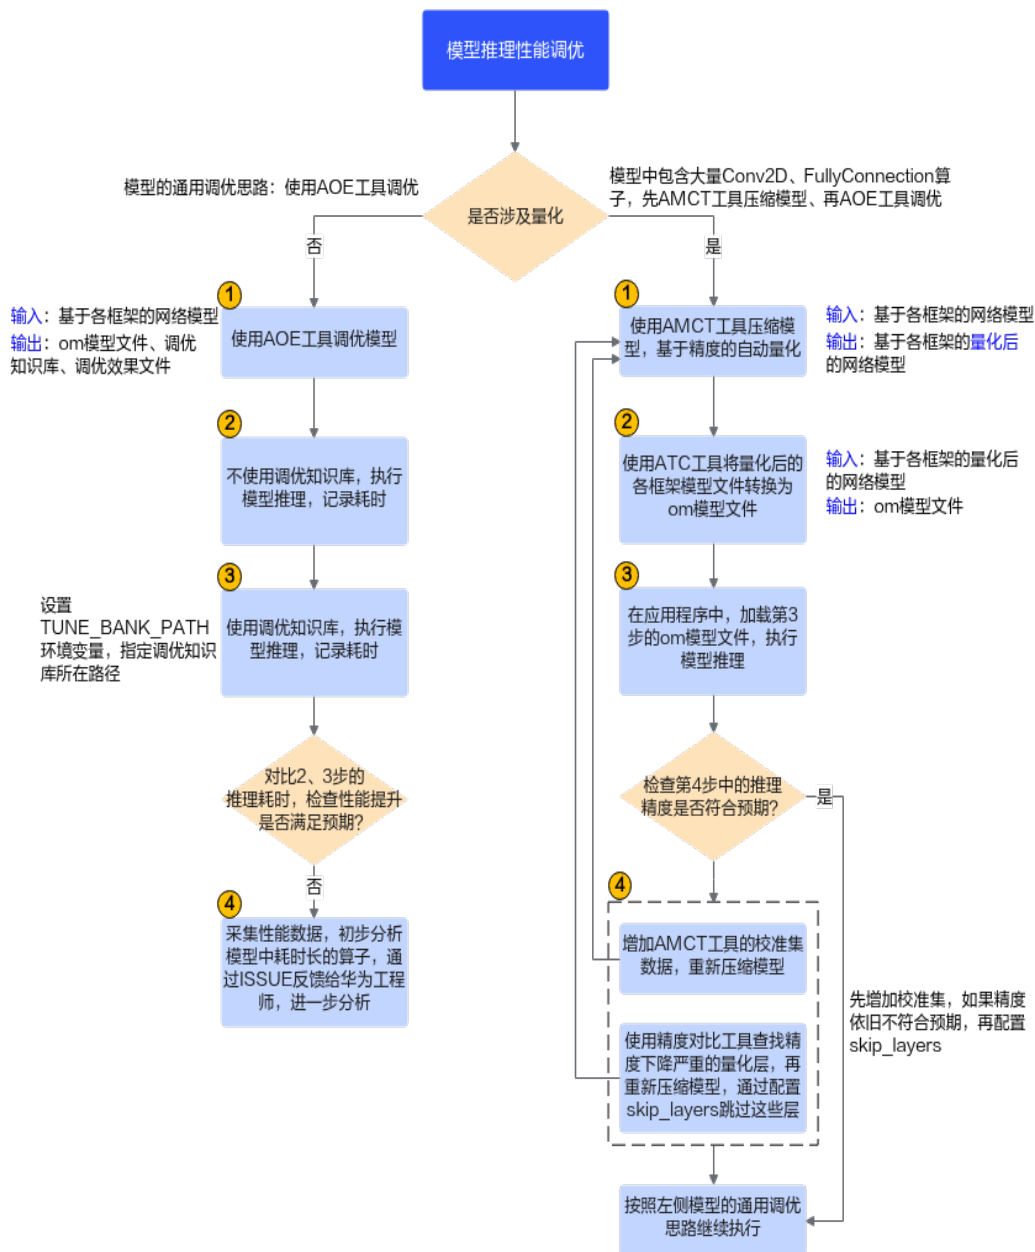 模型推理性能调优
模型的通用调优思路：使用AOE工具调优
是否涉及量化
模型中包含大量Conv2D、FullyConnection算
子，先AMCT工具压缩模型、再AOE工具调优
否
是
1
输入：基于各框架的网络模型
输出：om模型文件、调优
知识库、调优效果文件
使用AOE工具调优模型
2
不使用调优知识库，执行
模型推理，记录耗时
3
设置
TUNE_BANK_PATH
环境变量，指定调优知识
库所在路径
使用调优知识库，执行模
型推理，记录耗时
对比2、3步的
推理耗时，检查性能提升
是否满足预期？
否
4
采集性能数据，初步分析
模型中耗时长的算子，通
过ISSUE反馈给华为工程
师，进一步分析
1
使用AMCT工具压缩模
型，基于精度的自动量化
输入：基于各框架的网络模型
输出：基于各框架的量化后
的网络模型
2
使用ATC工具将量化后的
各框架模型文件转换为
om模型文件
输入：基于各框架的量化后
的网络模型
输出：om模型文件
3
在应用程序中，加载第3
步的om模型文件，执行
模型推理
检查第4步中的推理
精度是否符合预期？
是
4
增加AMCT工具的校准集
数据，重新压缩模型
使用精度对比工具查找精
度下降严重的量化层，再
重新压缩模型，通过配置
skip_layers跳过这些层
先增加校准集，如果精度
依旧不符合预期，再配置
skip_layers
按照左侧模型的通用调优
思路继续执行